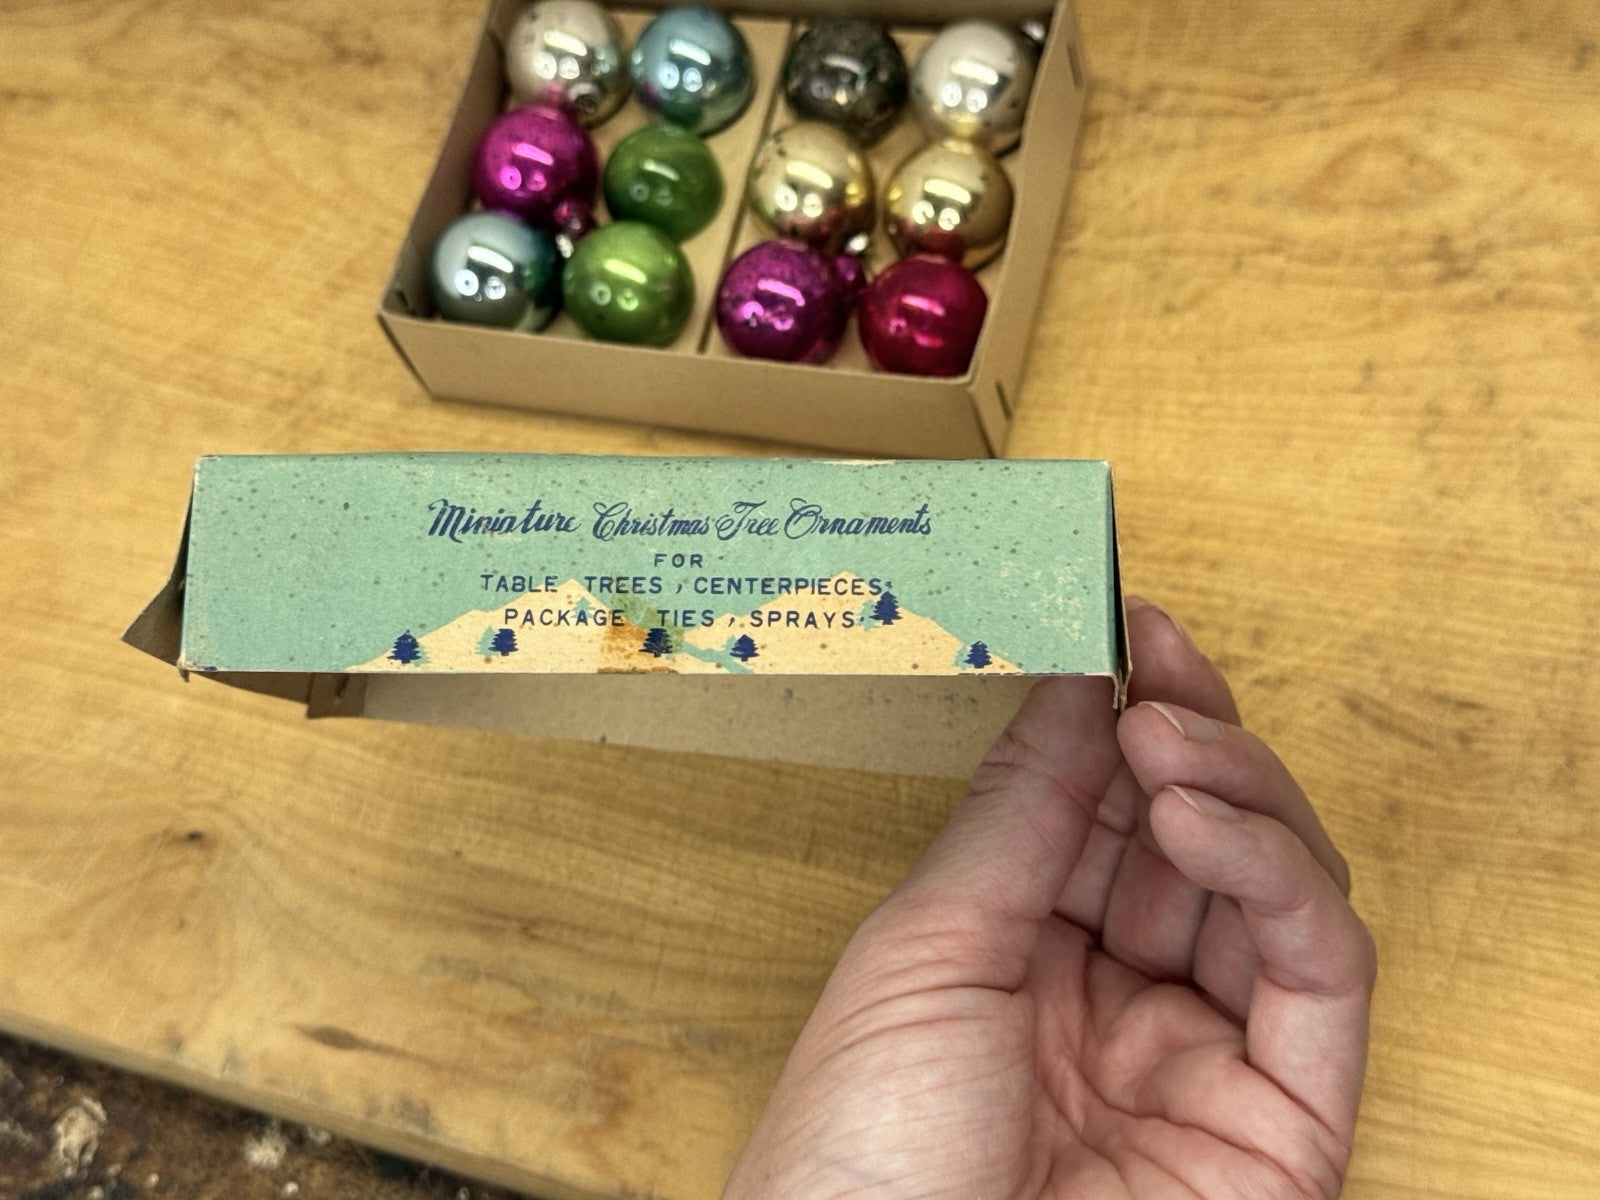 Miniature Christmas Tree Ornaments
FOR
TABLE TREES, CENTERPIECES,
PACKAGE TIES, SPRAYS.